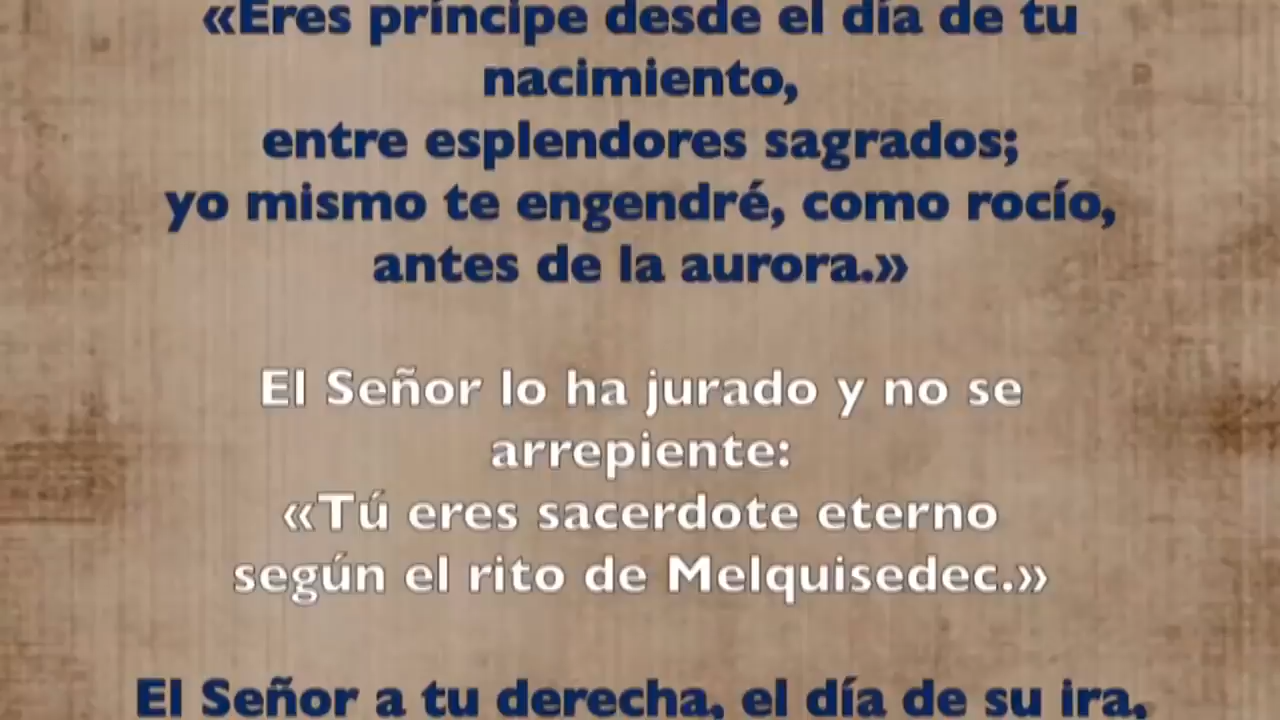 «Eres príncipe desde el día de tu
nacimiento,
entre esplendores sagrados;
yo mismo te engendré, como rocío,
antes de la aurora.»
El Señor lo ha jurado y no se
arrepiente:
«Tú eres sacerdote eterno
según el rito de Melquisedec.»
El Señor a tu derecha, el día de su ira,